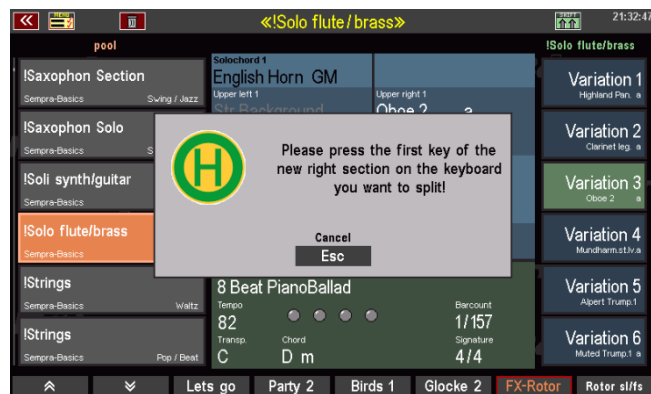 MENU
«!Solo flute/brass»
SHIFT
21:32:47
pool
!Solo flute/brass
!Saxophon Section
Sempra-Basics Swing / Jazz
!Saxophon Solo
Sempra-Basics S
!Soli synth/guitar
Sempra-Basics
!Solo flute/brass
Sempra-Basics
!Strings
Sempra-Basics Waltz
!Strings
Sempra-Basics Pop / Beat
Solochord 1
English Horn GM
Upper left 1
Str Background
Upper right 1
Oboe 2 a
H
Please press the first key of the
new right section on the keyboard
you want to split!
Cancel
Esc
8 Beat PianoBallad
Tempo
82
Barcount
1/157
Transp.
C
Chord
D m
Signature
4/4
Variation 1
Highland Pan. a
Variation 2
Clarinet leg. a
Variation 3
Oboe 2 a
Variation 4
Mundharm.st.lv.a
Variation 5
Alpert Trump.1
Variation 6
Muted Trump.1 a
Lets go
Party 2
Birds 1
Glocke 2
FX-Rotor
Rotor sl/fs